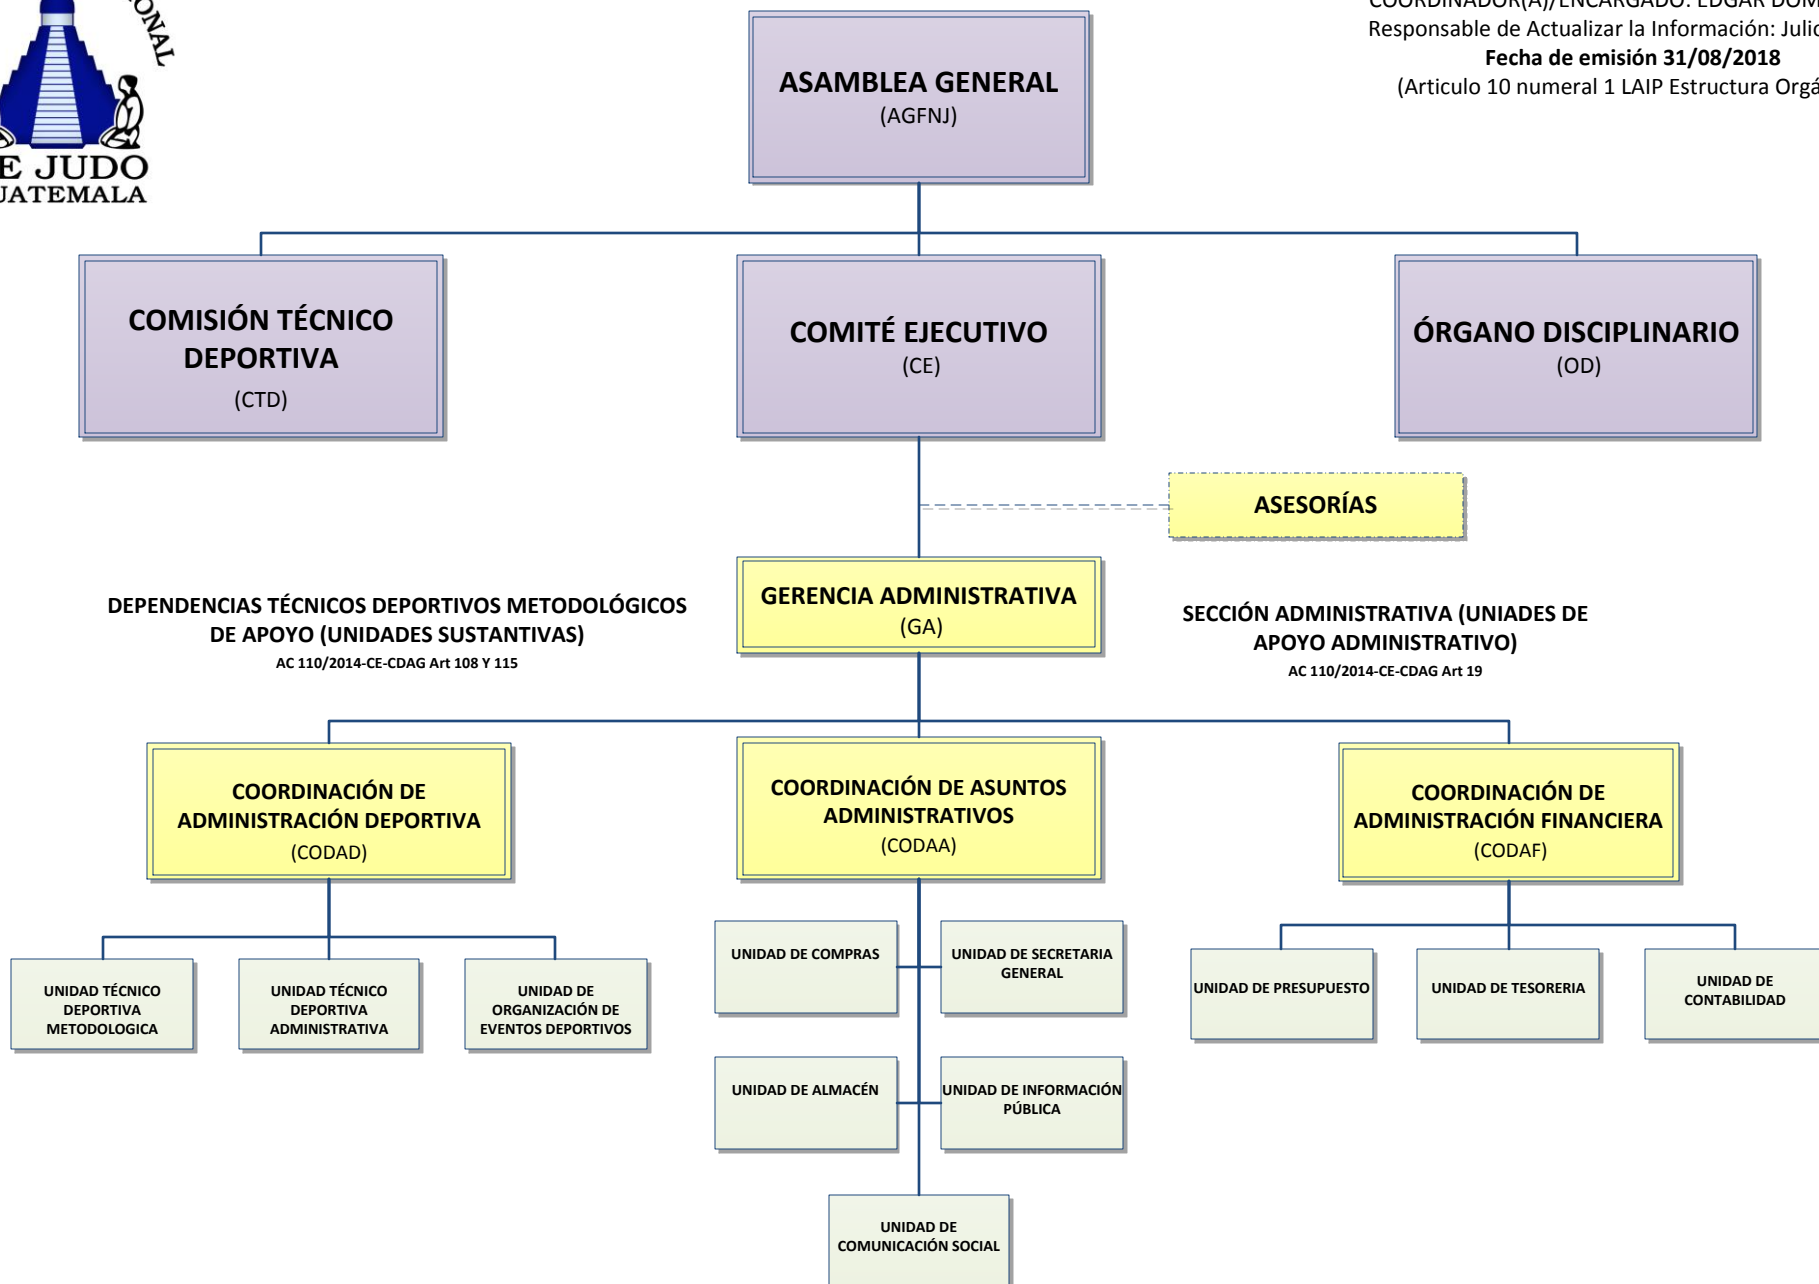 COORDINADOR(A)/ENCARGADO: EDGAR
Responsable de Actualizar la Información:
Fecha de emisión 31/08/2018
(Articulo 10 numeral 1 LAIP Estructura
JUDO
ASAMBLEA GENERAL
(AGFNJ)
COMISIÓN TÉCNICO
DEPORTIVA
(CTD)
COMITÉ EJECUTIVO
(CE)
ÓRGANO DISCIPLINARIO
(OD)
ASESORÍAS
GERENCIA ADMINISTRATIVA
(GA)
DEPENDENCIAS TÉCNICOS DEPORTIVOS METODOLÓGICOS
DE APOYO (UNIDADES SUSTANTIVAS)
AC 110/2014-CE-CDAG Art 108 Y 115
SECCIÓN ADMINISTRATIVA (UNIADES DE
APOYO ADMINISTRATIVO)
AC 110/2014-CE-CDAG Art 19
COORDINACIÓN DE
ADMINISTRACIÓN DEPORTIVA
(CODAD)
COORDINACIÓN DE ASUNTOS
ADMINISTRATIVOS
(CODAA)
COORDINACIÓN DE
ADMINISTRACIÓN FINANCIERA
(CODAF)
UNIDAD TÉCNICO
DEPORTIVA
METODOLOGICA
UNIDAD TÉCNICO
DEPORTIVA
ADMINISTRATIVA
UNIDAD DE
ORGANIZACIÓN DE
EVENTOS DEPORTIVOS
UNIDAD DE COMPRAS
UNIDAD DE SECRETARIA
GENERAL
UNIDAD DE ALMACÉN
UNIDAD DE INFORMACIÓN
PÚBLICA
UNIDAD DE
COMUNICACIÓN SOCIAL
UNIDAD DE PRESUPUESTO
UNIDAD DE TESORERIA
UNIDAD DE
CONTABILIDAD